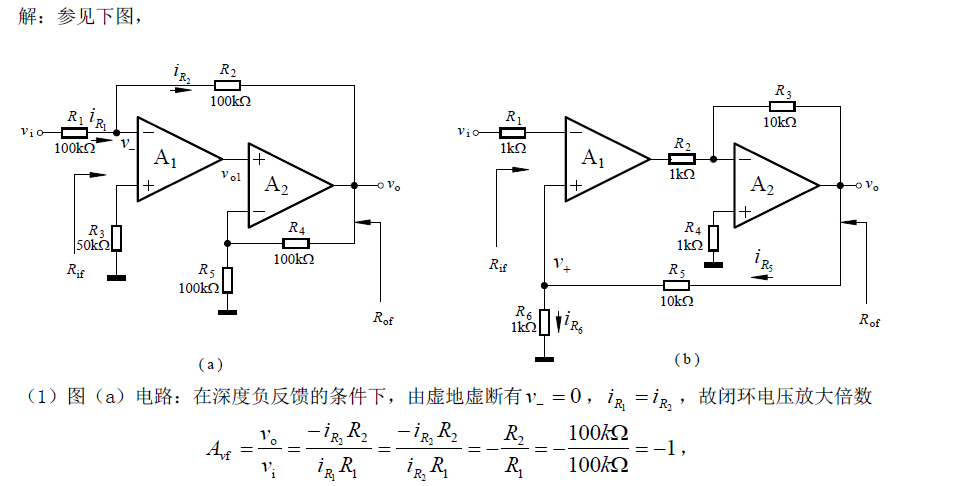 解：参见下图，
i_{R_2} R_2
100kΩ
R_1 i_{R_1}
v_i
100kΩ
v_-
−
+
A_1
v_{o1}
+
−
A_2
v_o
R_3
50kΩ
R_4
100kΩ
R_5
100kΩ
R_{if}
R_{of}
(a)
R_3
10kΩ
R_1
v_i
1kΩ
−
+
A_1
R_2
1kΩ
−
+
A_2
v_o
R_4
1kΩ
R_{if}
v_+
R_5
10kΩ
i_{R_5}
R_6
1kΩ
i_{R_6}
R_{of}
(b)
（1）图（a）电路：在深度负反馈的条件下，由虚地虚断有 v_- = 0，i_{R_1} = i_{R_2}，故闭环电压放大倍数
A_{vf} = \frac{v_o}{v_i} = \frac{-i_{R_2} R_2}{i_{R_1} R_1} = \frac{-i_{R_2} R_2}{i_{R_2} R_1} = -\frac{R_2}{R_1} = -\frac{100kΩ}{100kΩ} = -1，